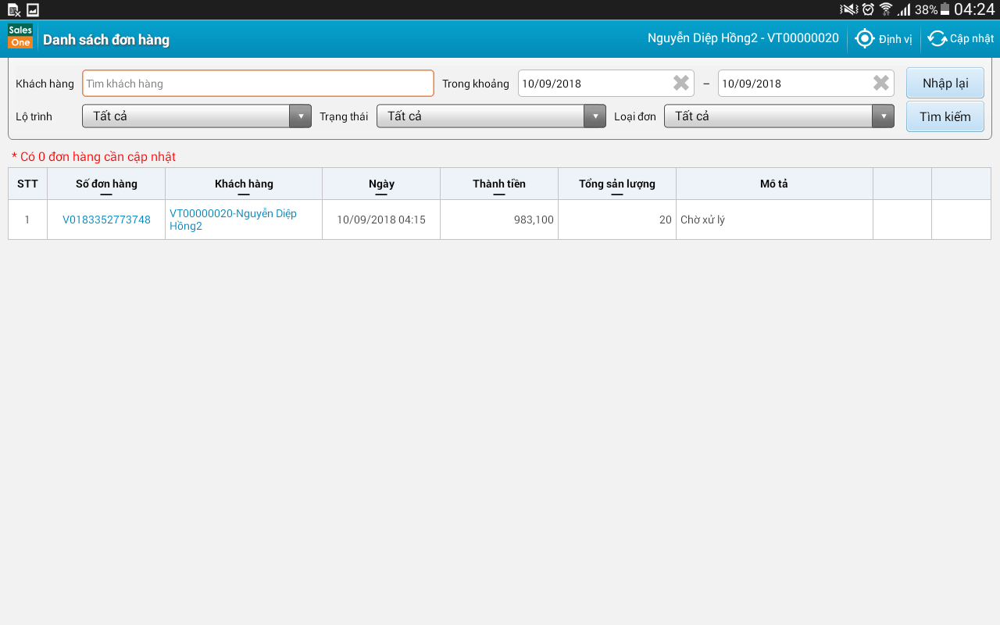 38% 04:24
Sales
One
Danh sách đơn hàng
Nguyễn Diệp Hồng2 - VT00000020
Định vị
Cập nhật
Khách hàng
Tìm khách hàng
Trong khoảng
10/09/2018
–
10/09/2018
Nhập lại
Lộ trình
Tất cả
Trạng thái
Tất cả
Loại đơn
Tất cả
Tìm kiếm
* Có 0 đơn hàng cần cập nhật
STT
Số đơn hàng
Khách hàng
Ngày
Thành tiền
Tổng sản lượng
Mô tả
1
V0183352773748
VT00000020-Nguyễn Diệp
Hồng2
10/09/2018 04:15
983,100
20
Chờ xử lý